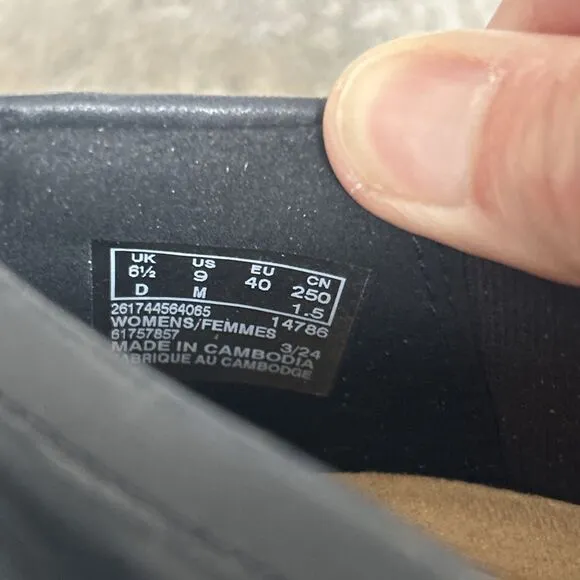 UK US EU CN
6½ 9 40 250
D M 1.5
261744564065 14786
WOMENS/FEMMES
61757857 3/24
MADE IN CAMBODIA
FABRIQUE AU CAMBODGE